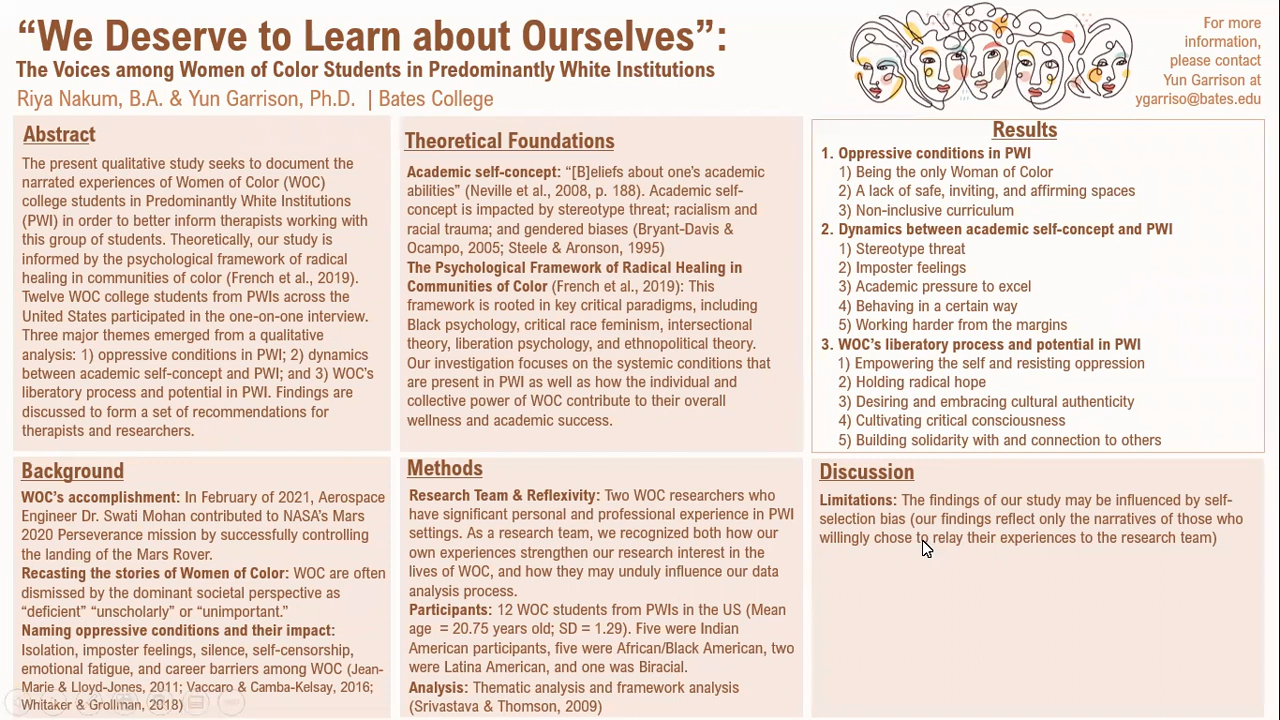 “We Deserve to Learn about Ourselves”:
The Voices among Women of Color Students in Predominantly White Institutions
Riya Nakum, B.A. & Yun Garrison, Ph.D. | Bates College
For more
information,
please contact
Yun Garrison at
ygarriso@bates.edu
Abstract
The present qualitative study seeks to document the
narrated experiences of Women of Color (WOC)
college students in Predominantly White Institutions
(PWI) in order to better inform therapists working with
this group of students. Theoretically, our study is
informed by the psychological framework of radical
healing in communities of color (French et al., 2019).
Twelve WOC college students from PWIs across the
United States participated in the one-on-one interview.
Three major themes emerged from a qualitative
analysis: 1) oppressive conditions in PWI; 2) dynamics
between academic self-concept and PWI; and 3) WOC’s
liberatory process and potential in PWI. Findings are
discussed to form a set of recommendations for
therapists and researchers.
Background
WOC’s accomplishment: In February of 2021, Aerospace
Engineer Dr. Swati Mohan contributed to NASA’s Mars
2020 Perseverance mission by successfully controlling
the landing of the Mars Rover.
Recasting the stories of Women of Color: WOC are often
dismissed by the dominant societal perspective as
“deficient” “unscholarly” or “unimportant.”
Naming oppressive conditions and their impact:
Isolation, imposter feelings, silence, self-censorship,
emotional fatigue, and career barriers among WOC (Jean-
Marie & Lloyd-Jones, 2011; Vaccaro & Camba-Kelsay, 2016;
Whitaker & Grollman, 2018)
Theoretical Foundations
Academic self-concept: “[B]eliefs about one’s academic
abilities” (Neville et al., 2008, p. 188). Academic self-
concept is impacted by stereotype threat; racialism and
racial trauma; and gendered biases (Bryant-Davis &
Ocampo, 2005; Steele & Aronson, 1995)
The Psychological Framework of Radical Healing in
Communities of Color (French et al., 2019): This
framework is rooted in key critical paradigms, including
Black psychology, critical race feminism, intersectional
theory, liberation psychology, and ethnopolitical theory.
Our investigation focuses on the systemic conditions that
are present in PWI as well as how the individual and
collective power of WOC contribute to their overall
wellness and academic success.
Methods
Research Team & Reflexivity: Two WOC researchers who
have significant personal and professional experience in PWI
settings. As a research team, we recognized both how our
own experiences strengthen our research interest in the
lives of WOC, and how they may unduly influence our data
analysis process.
Participants: 12 WOC students from PWIs in the US (Mean
age = 20.75 years old; SD = 1.29). Five were Indian
American participants, five were African/Black American, two
were Latina American, and one was Biracial.
Analysis: Thematic analysis and framework analysis
(Srivastava & Thomson, 2009)
Results
1. Oppressive conditions in PWI
1) Being the only Woman of Color
2) A lack of safe, inviting, and affirming spaces
3) Non-inclusive curriculum
2. Dynamics between academic self-concept and PWI
1) Stereotype threat
2) Imposter feelings
3) Academic pressure to excel
4) Behaving in a certain way
5) Working harder from the margins
3. WOC’s liberatory process and potential in PWI
1) Empowering the self and resisting oppression
2) Holding radical hope
3) Desiring and embracing cultural authenticity
4) Cultivating critical consciousness
5) Building solidarity with and connection to others
Discussion
Limitations: The findings of our study may be influenced by self-
selection bias (our findings reflect only the narratives of those who
willingly chose to relay their experiences to the research team)